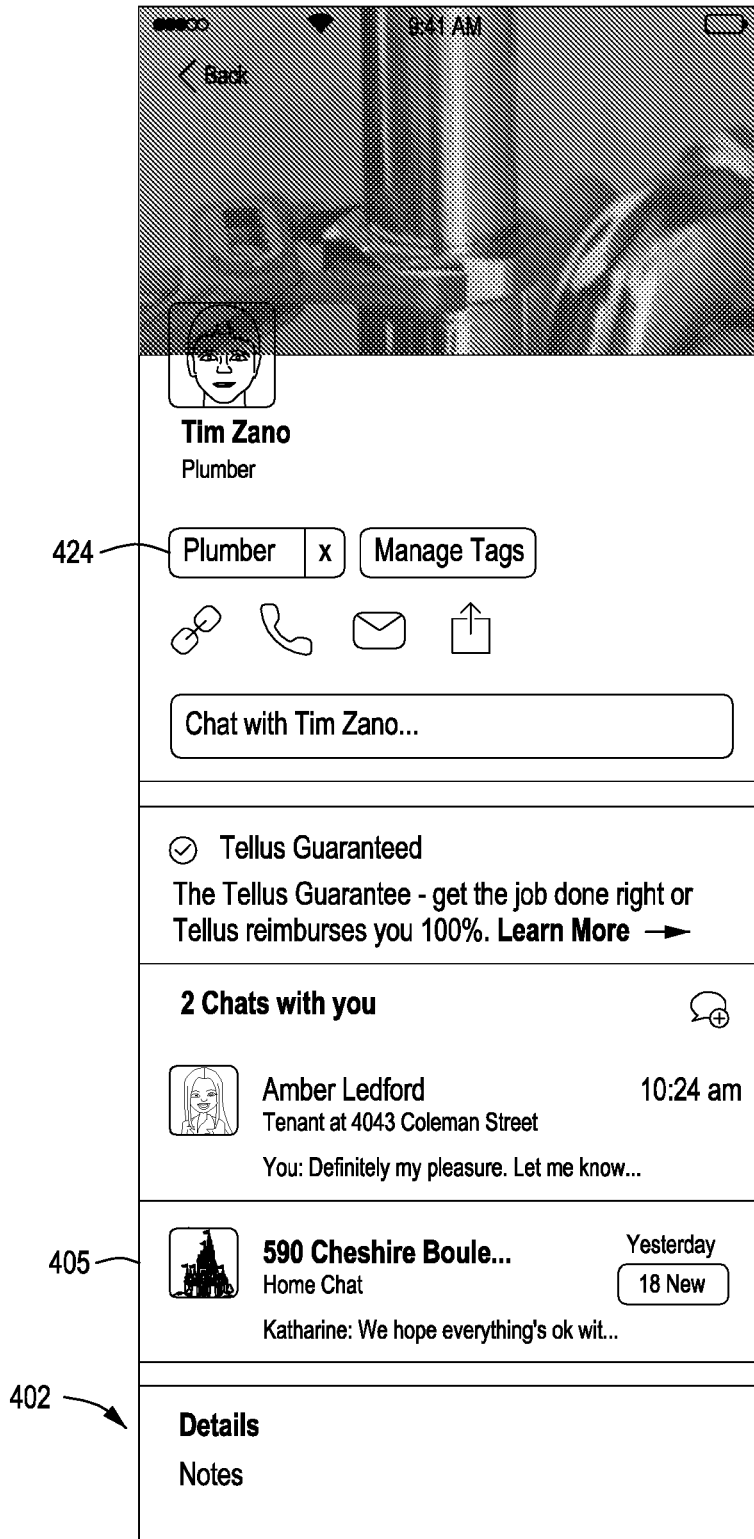 9:41 AM
Back
Tim Zano
Plumber
424
Plumber x Manage Tags
Chat with Tim Zano...
Tellus Guaranteed
The Tellus Guarantee - get the job done right or
Tellus reimburses you 100%. Learn More
2 Chats with you
Amber Ledford 10:24 am
Tenant at 4043 Coleman Street
You: Definitely my pleasure. Let me know...
405
590 Cheshire Boule... Yesterday
Home Chat 18 New
Katharine: We hope everything's ok wit...
402
Details
Notes